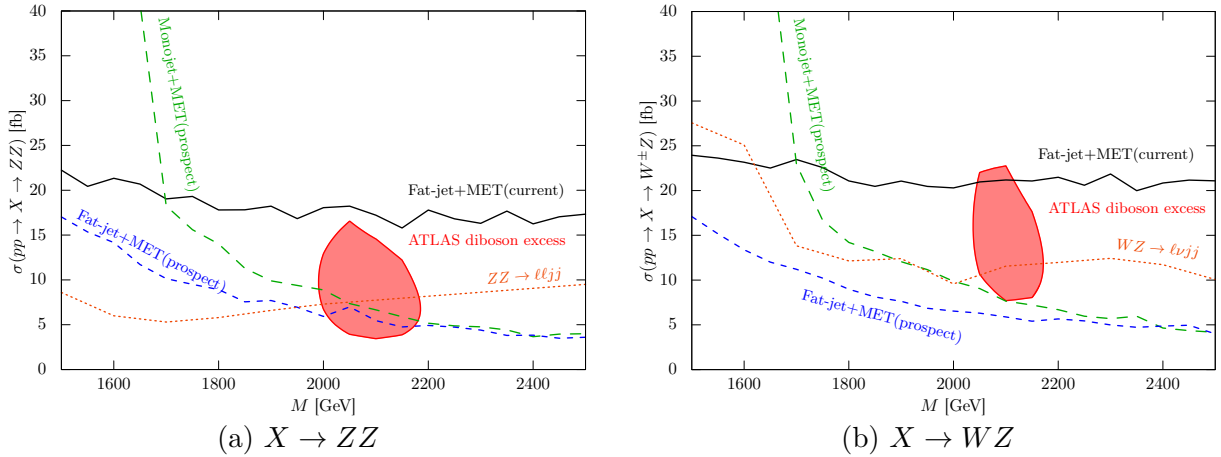 σ(pp → X → ZZ) [fb]
40
35
30
25
20
15
10
5
0
1600
1800
2000
2200
2400
M [GeV]
Monojet+MET(prospect)
Fat-jet+MET(current)
ATLAS diboson excess
Fat-jet+MET(prospect)
ZZ → ℓℓjj
(a) X → ZZ
σ(pp → X → W±Z) [fb]
40
35
30
25
20
15
10
5
0
1600
1800
2000
2200
2400
M [GeV]
Monojet+MET(prospect)
Fat-jet+MET(current)
ATLAS diboson excess
WZ → ℓνjj
Fat-jet+MET(prospect)
(b) X → WZ